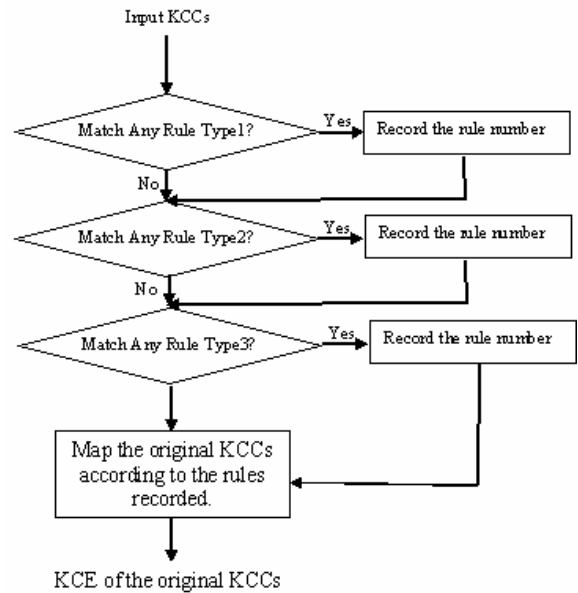 Input KCCs
Match Any Rule Type1?
Yes
Record the rule number
No
Match Any Rule Type2?
Yes
Record the rule number
No
Match Any Rule Type3?
Yes
Record the rule number
Map the original KCCs
according to the rules
recorded.
KCE of the original KCCs